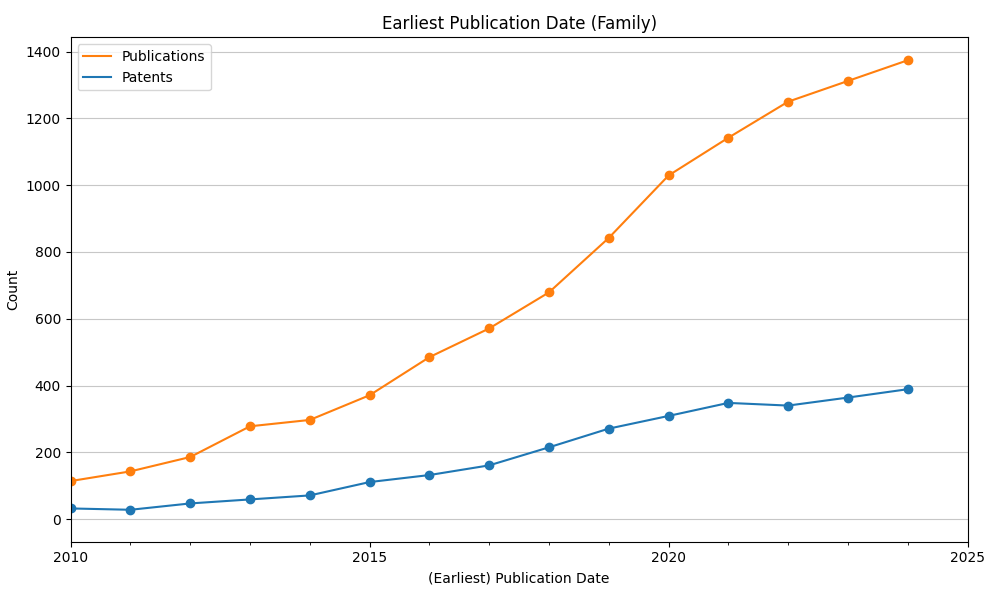 Earliest Publication Date (Family)
Publications
Patents
1400
1200
1000
800
600
400
200
0
Count
2010
2015
2020
2025
(Earliest) Publication Date